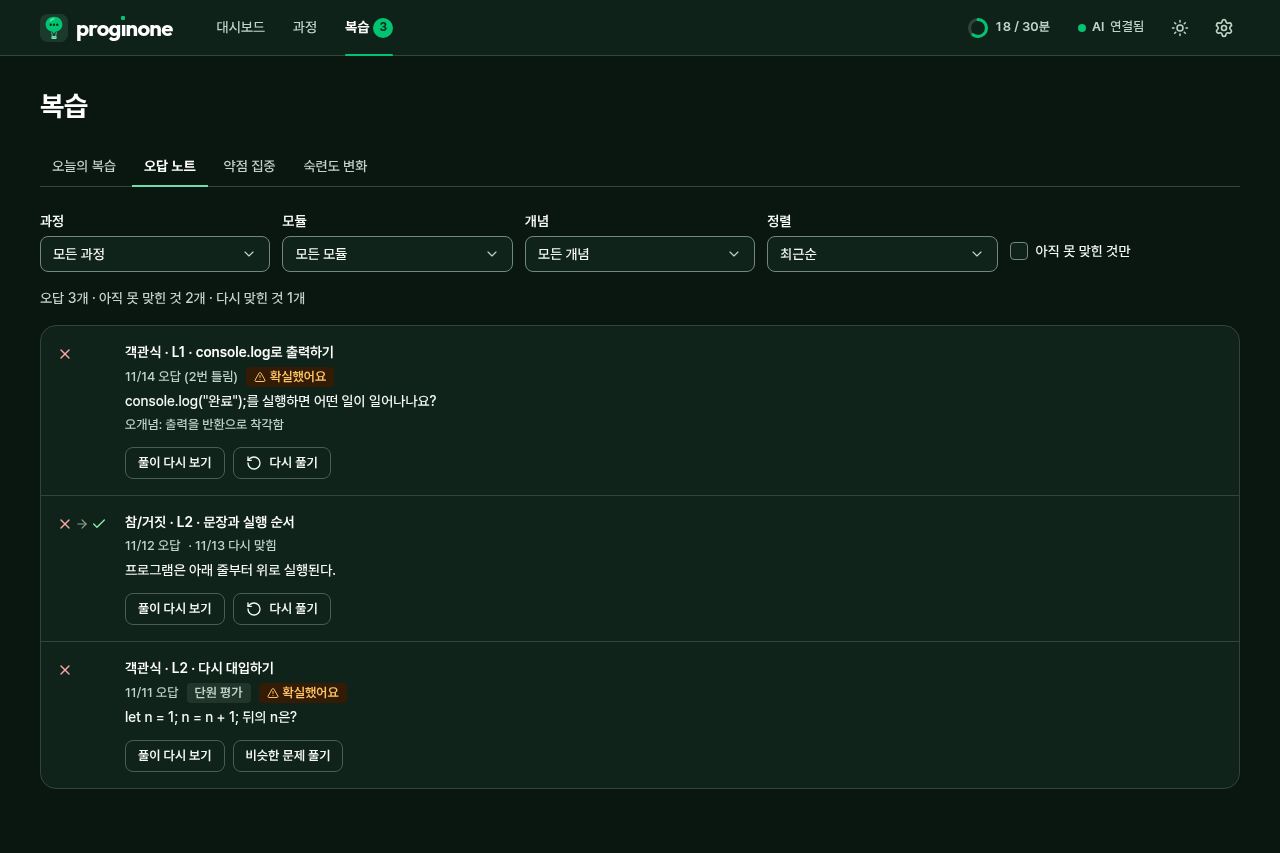 proginone
대시보드 과정 복습 3
18 / 30분 AI 연결됨
복습
오늘의 복습 오답 노트 약점 집중 숙련도 변화
과정 모듈 개념 정렬
모든 과정 모든 모듈 모든 개념 최근순 아직 못 맞힌 것만
오답 3개 · 아직 못 맞힌 것 2개 · 다시 맞힌 것 1개
객관식 · L1 · console.log로 출력하기
11/14 오답 (2번 틀림) 확실했어요
console.log("완료");를 실행하면 어떤 일이 일어나나요?
오개념: 출력을 반환으로 착각함
풀이 다시 보기 다시 풀기
참/거짓 · L2 · 문장과 실행 순서
11/12 오답 · 11/13 다시 맞힘
프로그램은 아래 줄부터 위로 실행된다.
풀이 다시 보기 다시 풀기
객관식 · L2 · 다시 대입하기
11/11 오답 단원 평가 확실했어요
let n = 1; n = n + 1; 뒤의 n은?
풀이 다시 보기 비슷한 문제 풀기